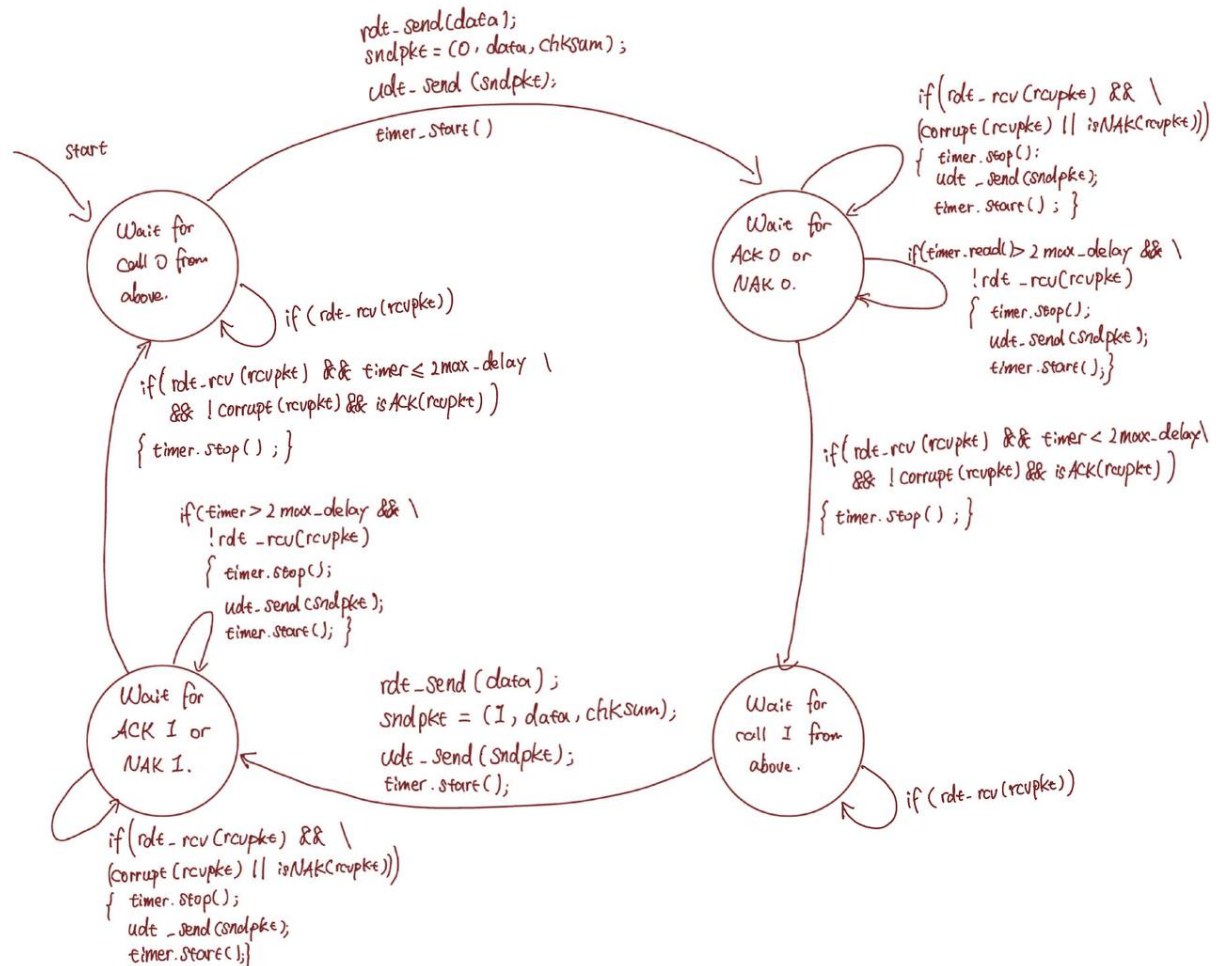 rdt_send(data);
sndpkt = (0, data, chksum);
udt_send (sndpkt);
timer_start()
start
Wait for
call 0 from
above.
if (rdt_rcv(rcvpkt))
Wait for
ACK 0 or
NAK 0.
if(rdt_rcv(rcvpkt) && \
(corrupt(rcvpkt) || isNAK(rcvpkt)))
{ timer.stop();
udt_send(sndpkt);
timer.start(); }
if(timer.read()>2max_delay && \
!rdt_rcv(rcvpkt)
{ timer.stop();
udt_send(sndpkt);
timer.start();}
if(rdt_rcv(rcvpkt) && timer ≤ 2max_delay \
&& !corrupt(rcvpkt) && isACK(rcvpkt))
{ timer.stop(); }
if(rdt_rcv(rcvpkt) && timer < 2max_delay\
&& !corrupt(rcvpkt) && isACK(rcvpkt))
{ timer.stop(); }
if(timer > 2max_delay && \
!rdt_rcv(rcvpkt)
{ timer.stop();
udt_send(sndpkt);
timer.start(); }
Wait for
ACK 1 or
NAK 1.
rdt_send(data);
sndpkt = (1, data, chksum);
udt_send(sndpkt);
timer.start();
Wait for
call 1 from
above.
if(rdt_rcv(rcvpkt))
if(rdt_rcv(rcvpkt) && \
(corrupt(rcvpkt) || isNAK(rcvpkt)))
{ timer.stop();
udt_send(sndpkt);
timer.start();}